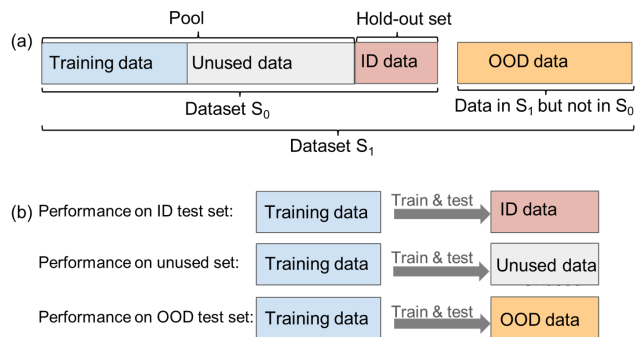 Pool Hold-out set
(a)
Training data Unused data ID data OOD data
Dataset S₀ Data in S₁ but not in S₀
Dataset S₁
(b) Performance on ID test set: Training data Train & test ID data
Performance on unused set: Training data Train & test Unused data
Performance on OOD test set: Training data Train & test OOD data